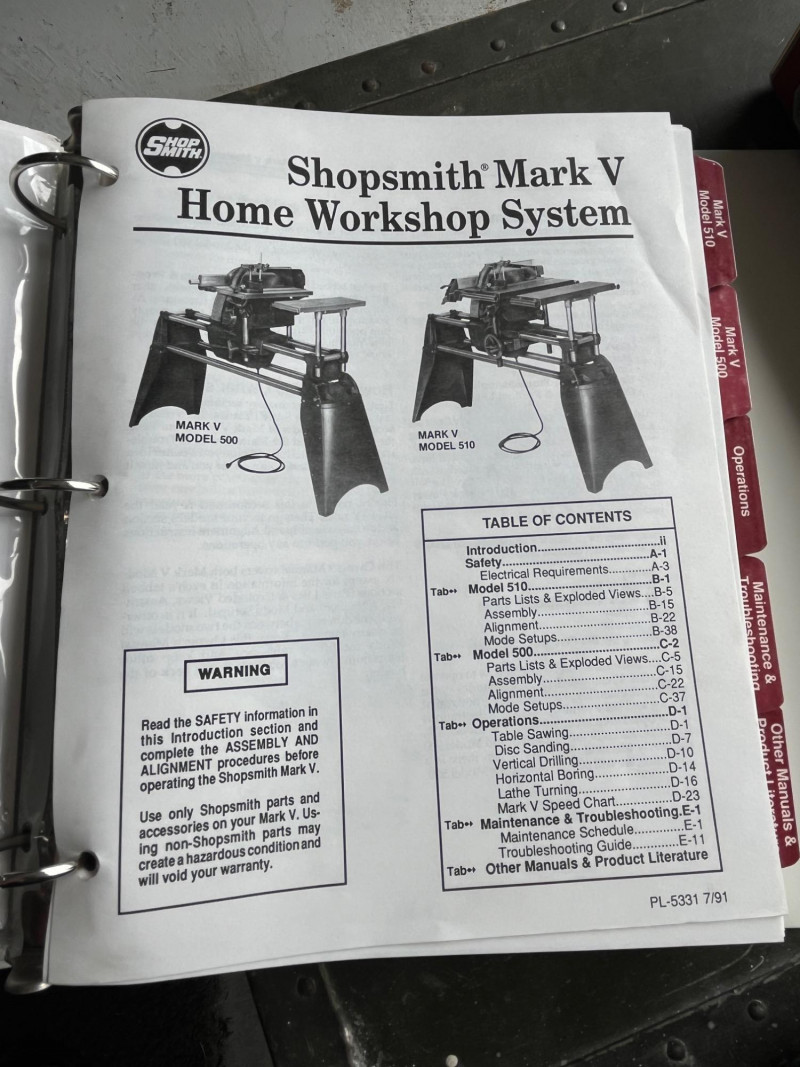 SHOP
SMITH®
Shopsmith® Mark V
Home Workshop System
MARK V
MODEL 500
MARK V
MODEL 510
TABLE OF CONTENTS
Introduction..........................ii
Safety..................................A-1
Electrical Requirements.........A-3
Tab•• Model 510..........................B-1
Parts Lists & Exploded Views...B-5
Assembly..........................B-15
Alignment..........................B-22
Mode Setups..........................B-38
Tab•• Model 500..........................C-2
Parts Lists & Exploded Views....C-5
Assembly..........................C-15
Alignment..........................C-22
Mode Setups..........................C-37
Tab•• Operations..........................D-1
Table Sawing..........................D-1
Disc Sanding..........................D-7
Vertical Drilling..........................D-10
Horizontal Boring..........................D-14
Lathe Turning..........................D-16
Mark V Speed Chart..............D-23
Tab•• Maintenance & Troubleshooting.E-1
Maintenance Schedule.........E-1
Troubleshooting Guide..........E-11
Tab•• Other Manuals & Product Literature
WARNING
Read the SAFETY information in
this Introduction section and
complete the ASSEMBLY AND
ALIGNMENT procedures before
operating the Shopsmith Mark V.
Use only Shopsmith parts and
accessories on your Mark V. Us-
ing non-Shopsmith parts may
create a hazardous condition and
will void your warranty.
PL-5331 7/91
Mark V
Model 510
Mark V
Model 500
Operations
Maintenance &
Troubleshooting
Other Manuals &
Product Literature